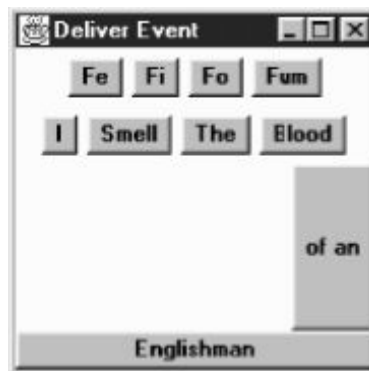 Deliver Event
Fe Fi Fo Fum
I Smell The Blood
of an
Englishman